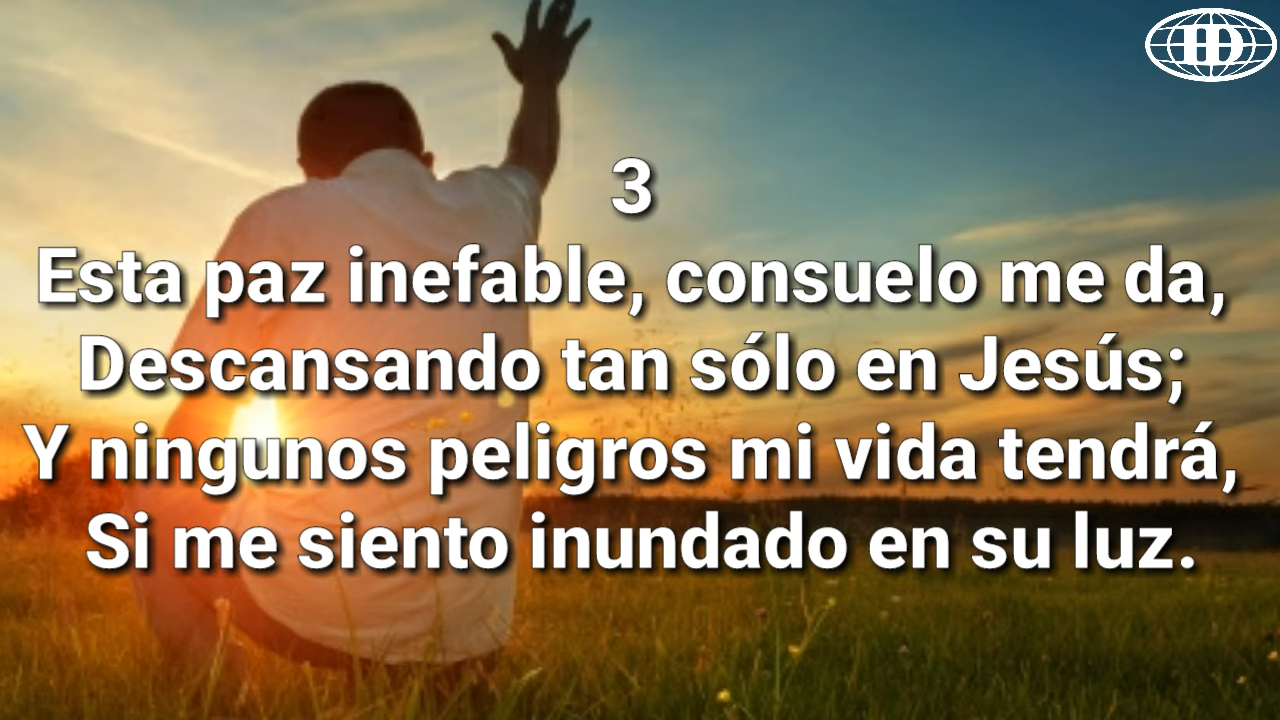 3
Esta paz inefable, consuelo me da,
Descansando tan sólo en Jesús;
Y ningunos peligros mi vida tendrá,
Si me siento inundado en su luz.